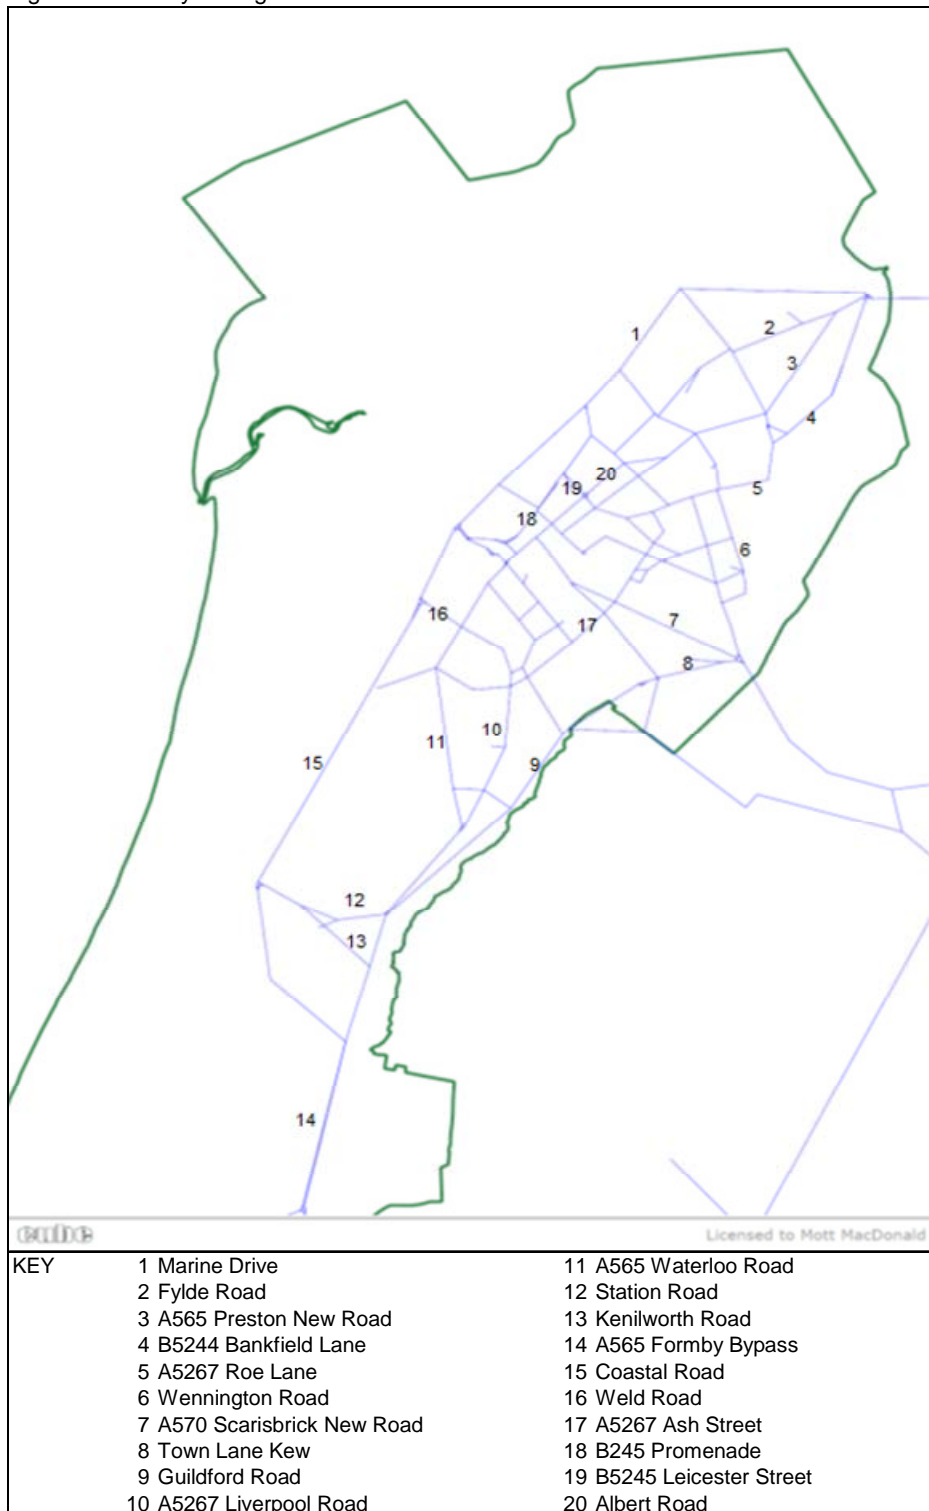 1
2
3
4
20
19
5
18
6
16
17
7
8
10
11
15
9
12
13
14
cube
Licensed to Mott MacDonald
KEY
1 Marine Drive
2 Fylde Road
3 A565 Preston New Road
4 B5244 Bankfield Lane
5 A5267 Roe Lane
6 Wennington Road
7 A570 Scarisbrick New Road
8 Town Lane Kew
9 Guildford Road
10 A5267 Liverpool Road
11 A565 Waterloo Road
12 Station Road
13 Kenilworth Road
14 A565 Formby Bypass
15 Coastal Road
16 Weld Road
17 A5267 Ash Street
18 B245 Promenade
19 B5245 Leicester Street
20 Albert Road